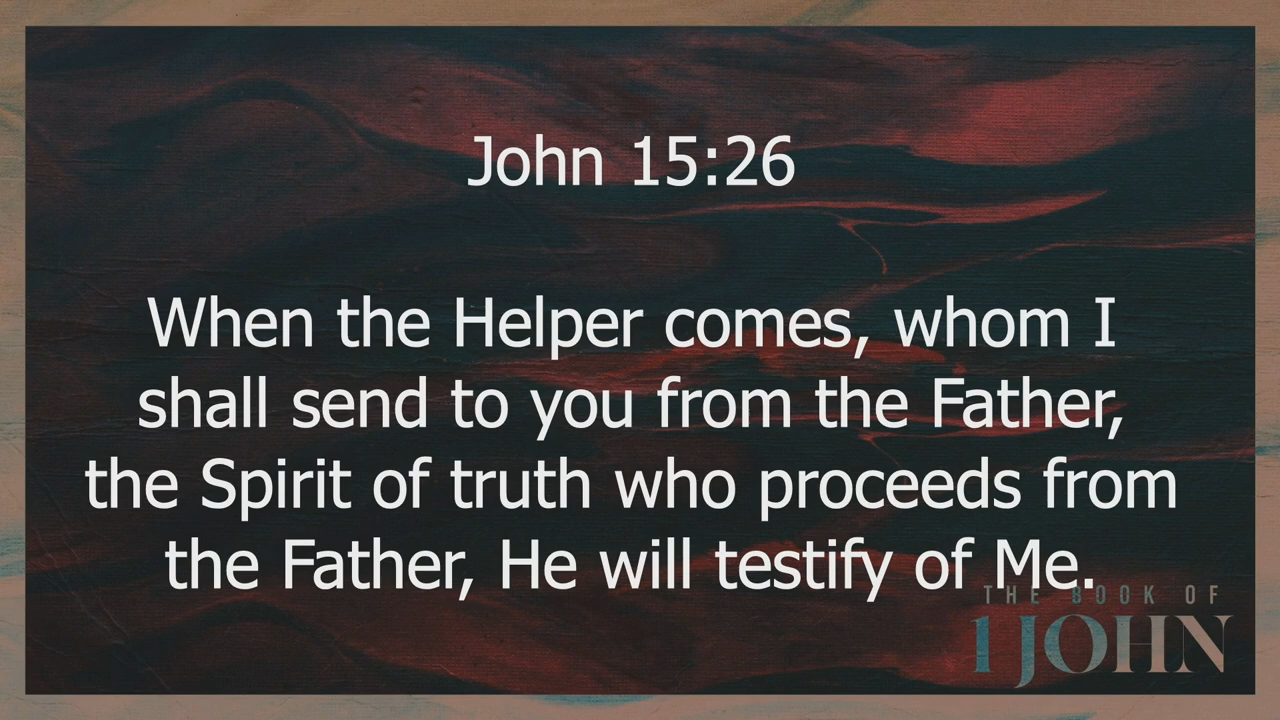 John 15:26
When the Helper comes, whom I
shall send to you from the Father,
the Spirit of truth who proceeds from
the Father, He will testify of Me.
THE BOOK OF
1 JOHN